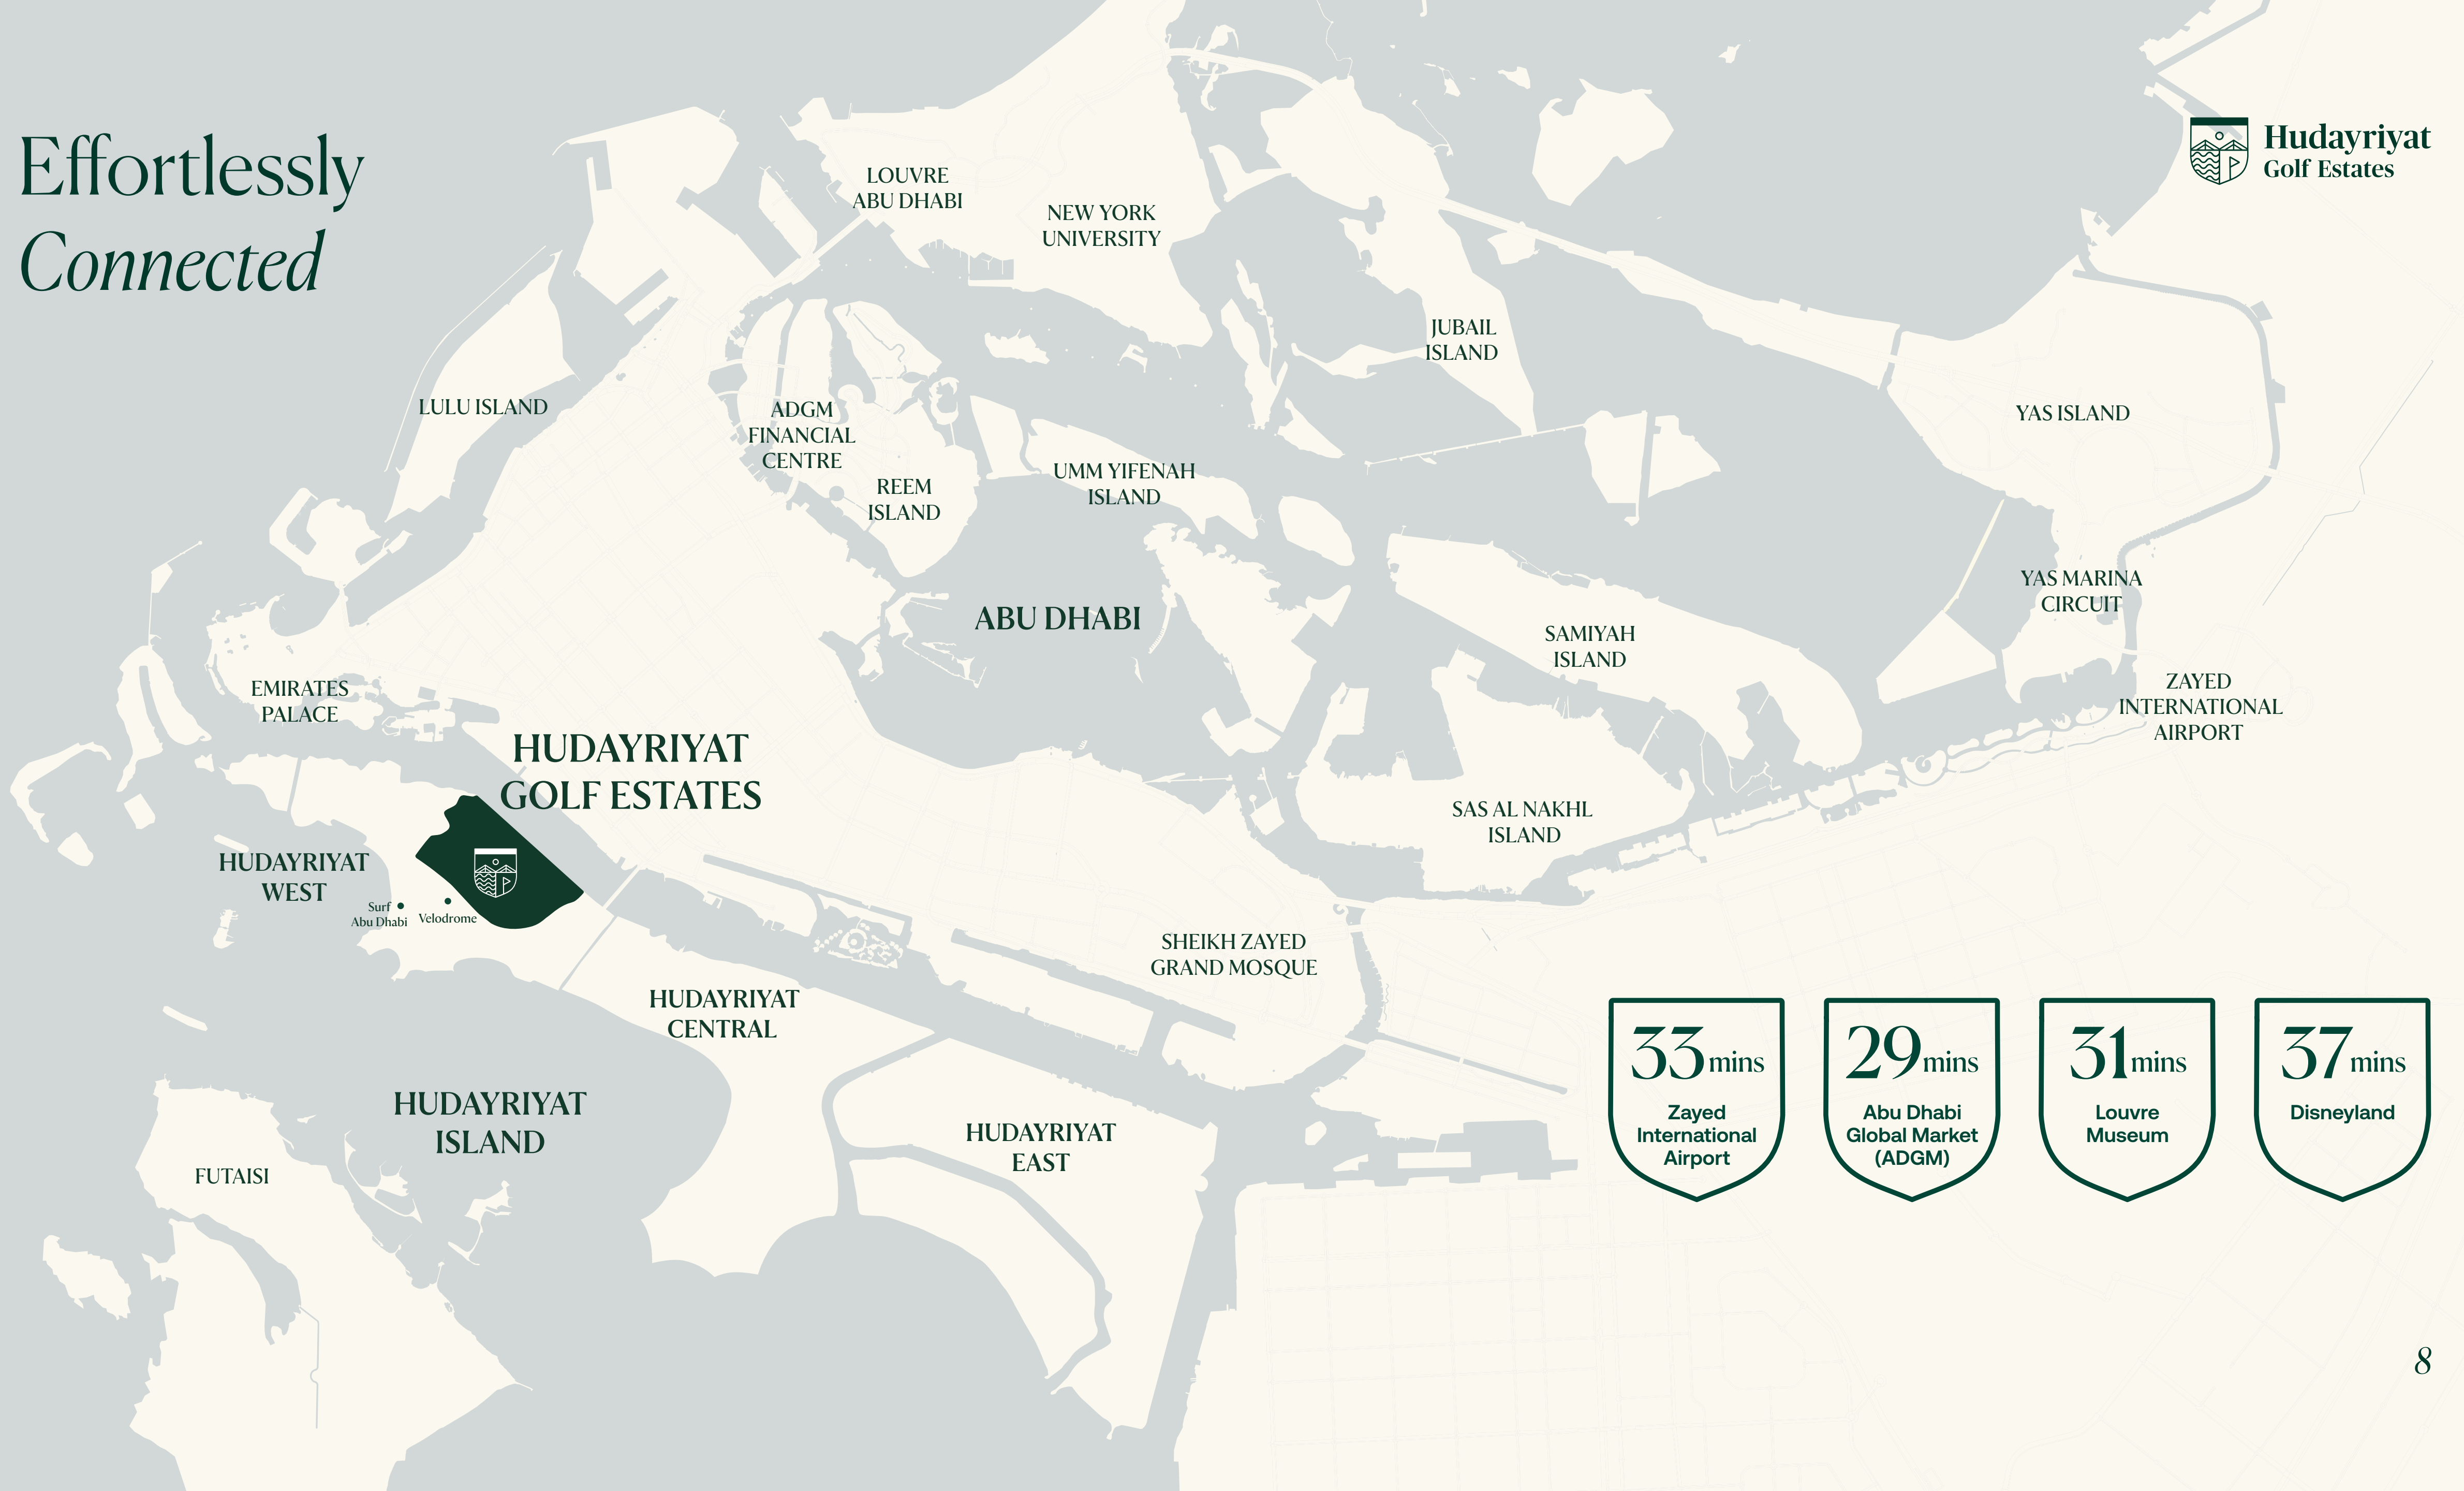 Effortlessly
Connected
Hudayriyat
Golf Estates
LOUVRE
ABU DHABI
NEW YORK
UNIVERSITY
JUBAIL
ISLAND
LULU ISLAND
ADGM
FINANCIAL
CENTRE
REEM
ISLAND
UMM YIFENAH
ISLAND
YAS ISLAND
YAS MARINA
CIRCUIT
ABU DHABI
SAMIYAH
ISLAND
ZAYED
INTERNATIONAL
AIRPORT
EMIRATES
PALACE
HUDAYRIYAT
GOLF ESTATES
SAS AL NAKHL
ISLAND
HUDAYRIYAT
WEST
Surf
Abu Dhabi
Velodrome
SHEIKH ZAYED
GRAND MOSQUE
HUDAYRIYAT
CENTRAL
HUDAYRIYAT
ISLAND
HUDAYRIYAT
EAST
FUTAISI
33 mins
Zayed
International
Airport
29 mins
Abu Dhabi
Global Market
(ADGM)
31 mins
Louvre
Museum
37 mins
Disneyland
8